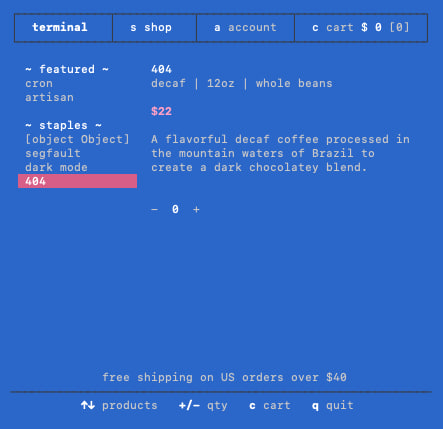 terminal s shop a account c cart $ 0 [0]
~ featured ~
cron
artisan
~ staples ~
[object Object]
segfault
dark mode
404
404
decaf | 12oz | whole beans
$22
A flavorful decaf coffee processed in
the mountain waters of Brazil to
create a dark chocolatey blend.
− 0 +
free shipping on US orders over $40
↑↓ products +/− qty c cart q quit